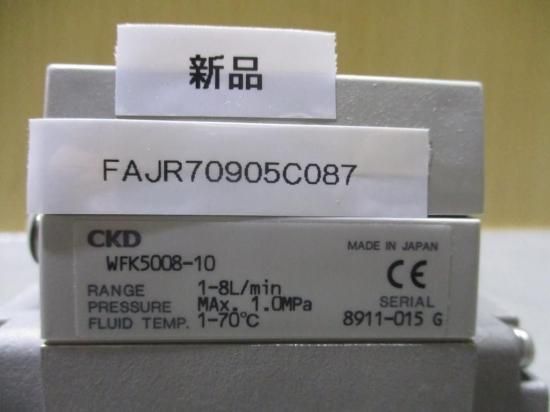 新品
FAJR70905C087
CKD
MADE IN JAPAN
WFK5008-10
CE
RANGE 1-8L/min
PRESSURE MAX. 1.0MPa
SERIAL
FLUID TEMP. 1-70℃
8911-015 G